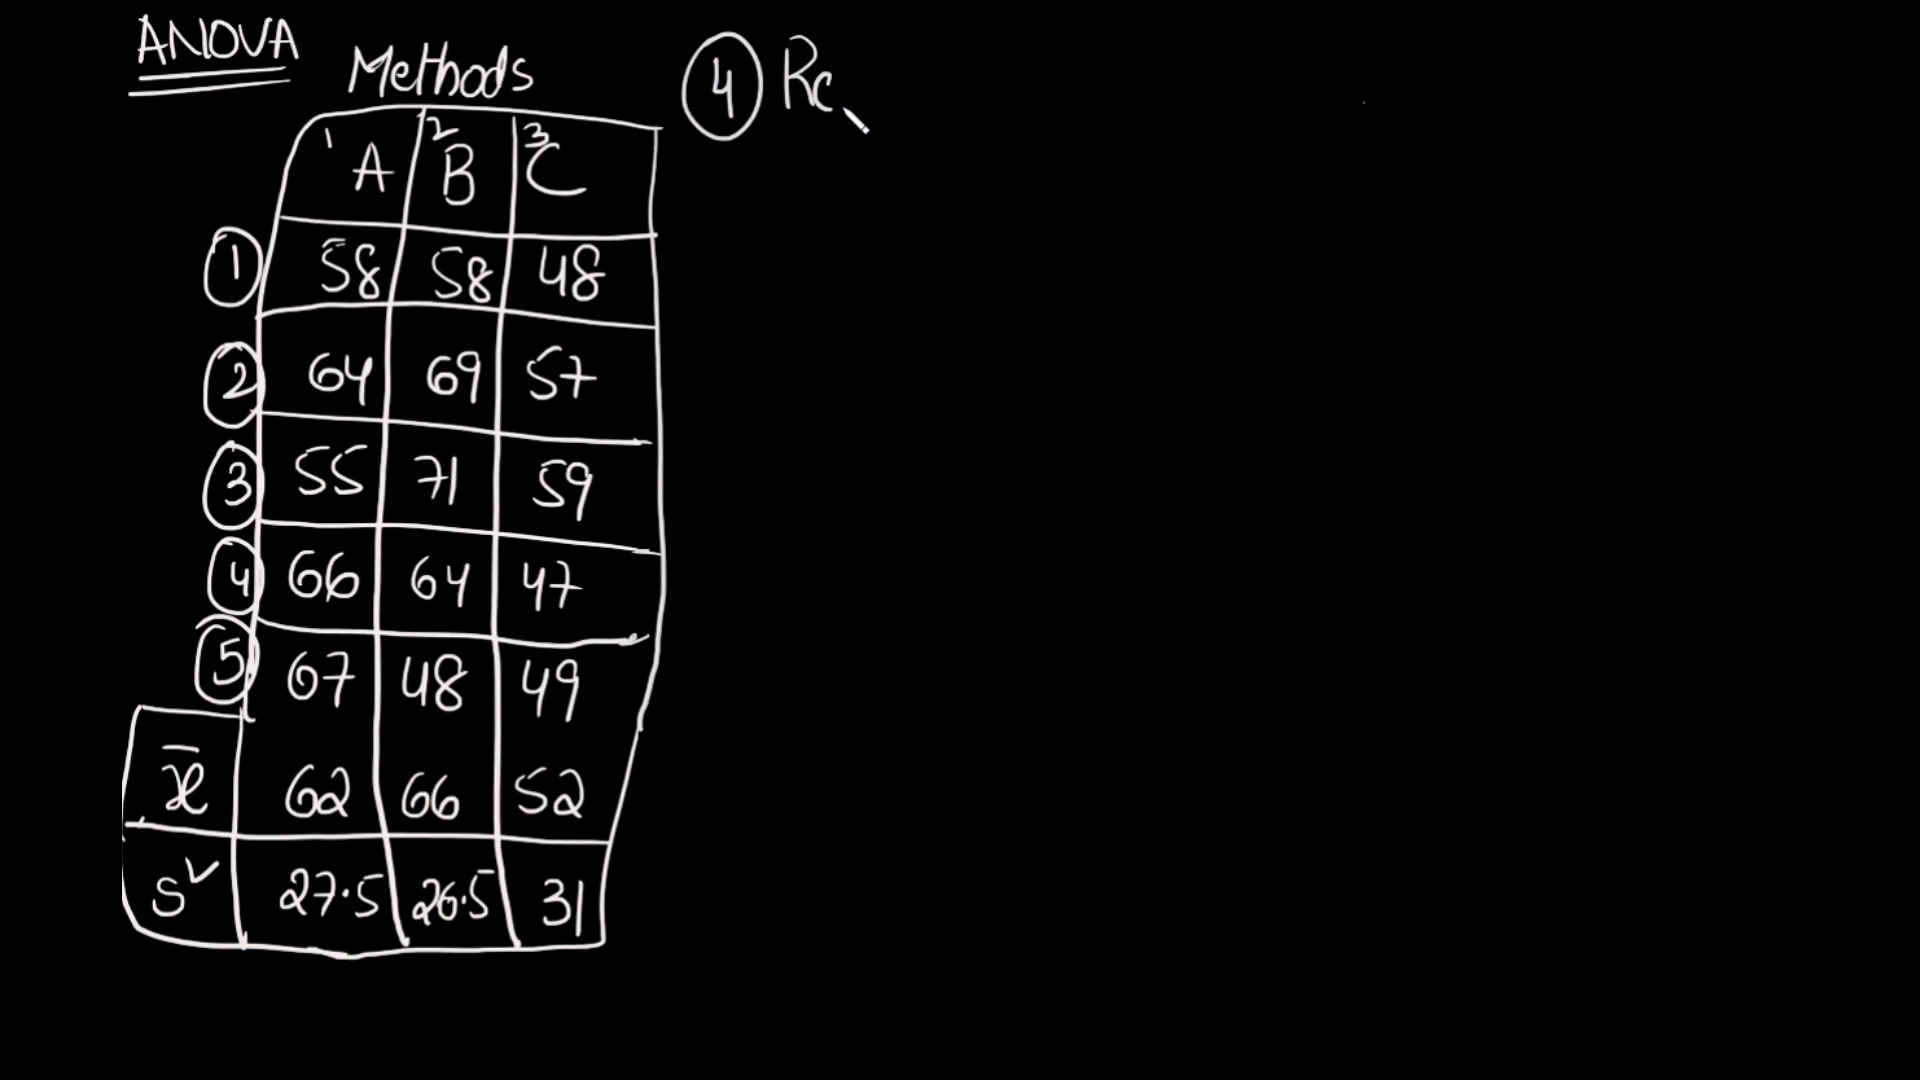 ANOVA
Methods
1 A 2 B 3 C
① 58 58 48
② 64 69 57
③ 55 71 59
④ 66 64 47
⑤ 67 48 49
x̄ 62 66 52
s² 27.5 26.5 31
④ Rc